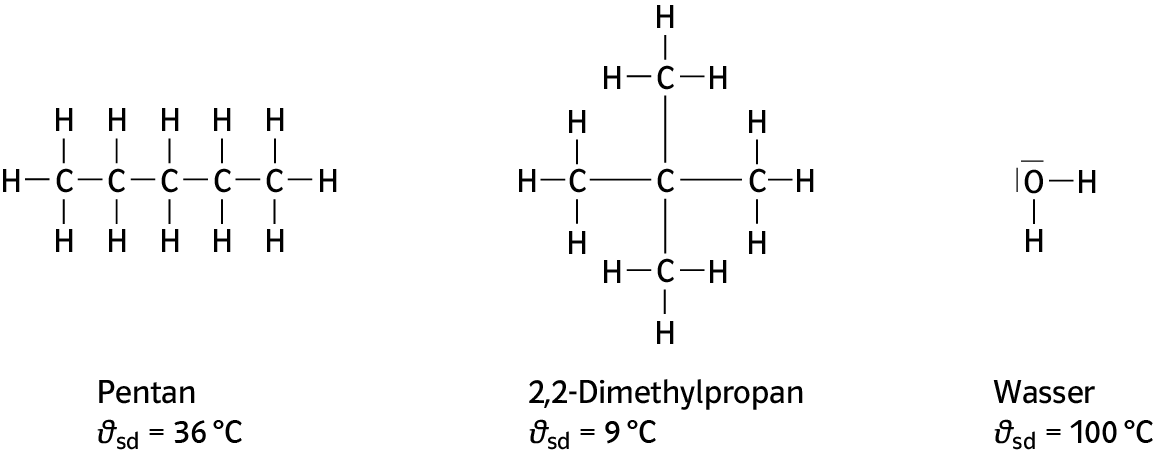 H
H–C–H
H H H H H H H
H–C–C–C–C–C–H H–C–C–C–H |O̅–H
H H H H H H H H
H–C–H
H
Pentan 2,2-Dimethylpropan Wasser
ϑsd = 36 °C ϑsd = 9 °C ϑsd = 100 °C